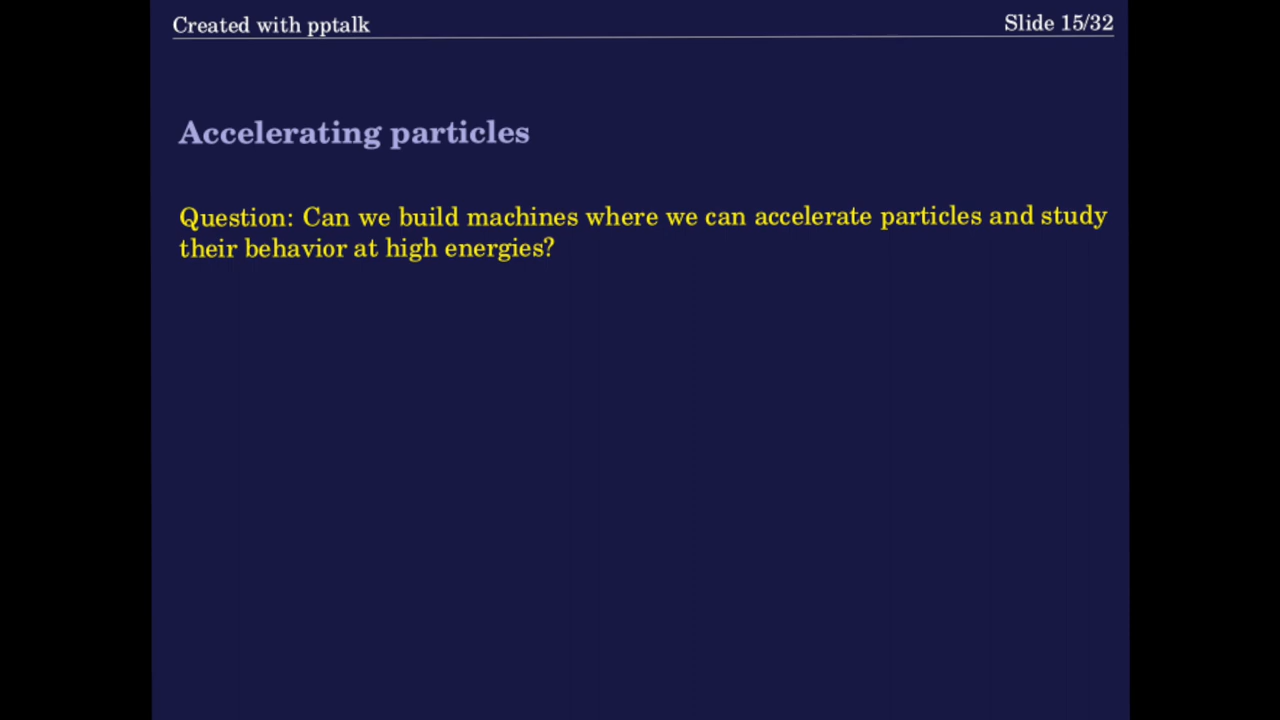 Created with pptalk
Slide 15/32
Accelerating particles
Question: Can we build machines where we can accelerate particles and study
their behavior at high energies?